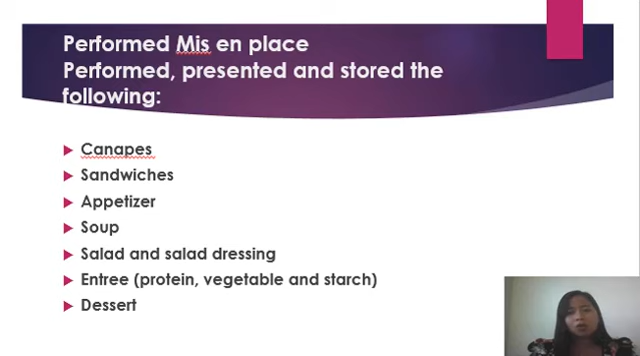 Performed Mis en place
Performed, presented and stored the
following:
Canapes
Sandwiches
Appetizer
Soup
Salad and salad dressing
Entree (protein, vegetable and starch)
Dessert